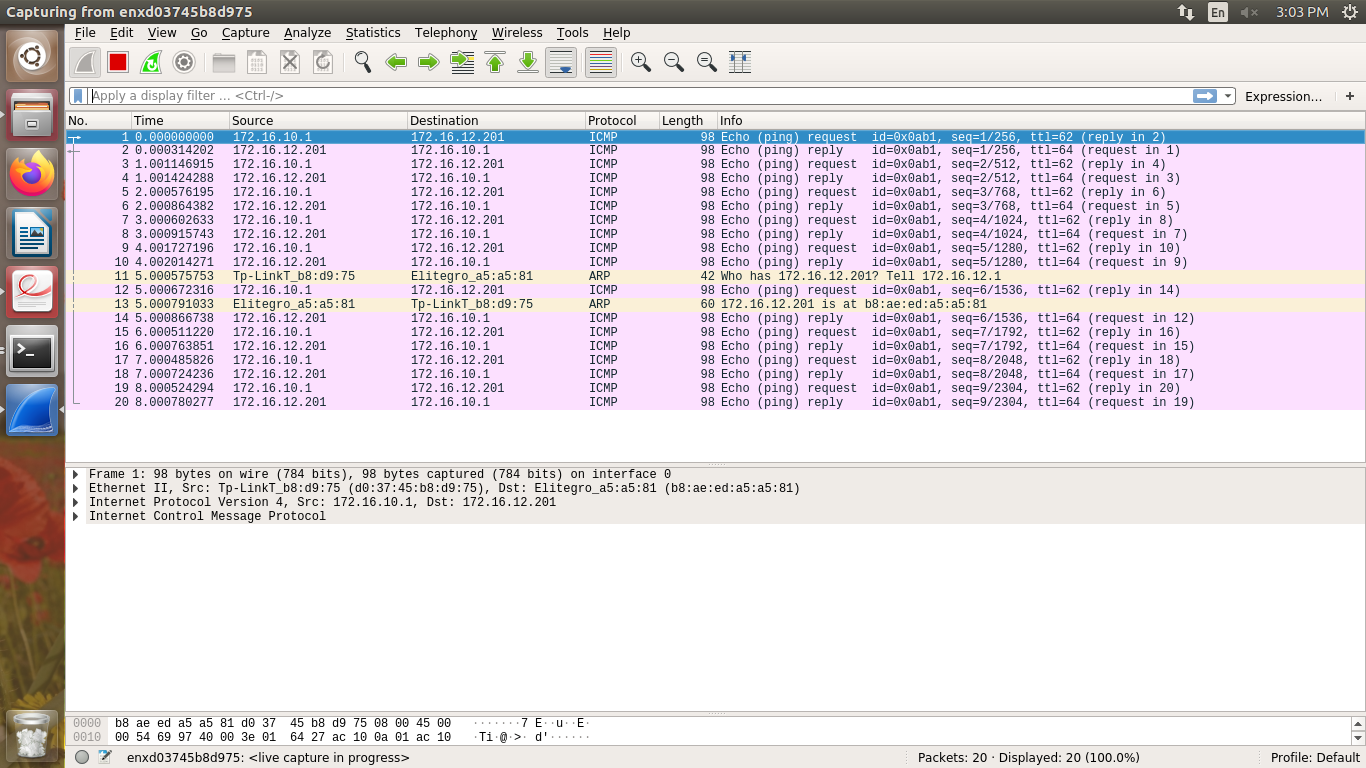 Capturing from enxd03745b8d975 En 3:03 PM
File Edit View Go Capture Analyze Statistics Telephony Wireless Tools Help
Apply a display filter ... <Ctrl-/> Expression... +
No. Time Source Destination Protocol Length Info
1 0.000000000 172.16.10.1 172.16.12.201 ICMP 98 Echo (ping) request id=0x0ab1, seq=1/256, ttl=62 (reply in 2)
2 0.000314202 172.16.12.201 172.16.10.1 ICMP 98 Echo (ping) reply id=0x0ab1, seq=1/256, ttl=64 (request in 1)
3 1.001146915 172.16.10.1 172.16.12.201 ICMP 98 Echo (ping) request id=0x0ab1, seq=2/512, ttl=62 (reply in 4)
4 1.001424288 172.16.12.201 172.16.10.1 ICMP 98 Echo (ping) reply id=0x0ab1, seq=2/512, ttl=64 (request in 3)
5 2.000576195 172.16.10.1 172.16.12.201 ICMP 98 Echo (ping) request id=0x0ab1, seq=3/768, ttl=62 (reply in 6)
6 2.000864382 172.16.12.201 172.16.10.1 ICMP 98 Echo (ping) reply id=0x0ab1, seq=3/768, ttl=64 (request in 5)
7 3.000602633 172.16.10.1 172.16.12.201 ICMP 98 Echo (ping) request id=0x0ab1, seq=4/1024, ttl=62 (reply in 8)
8 3.000915743 172.16.12.201 172.16.10.1 ICMP 98 Echo (ping) reply id=0x0ab1, seq=4/1024, ttl=64 (request in 7)
9 4.001727196 172.16.10.1 172.16.12.201 ICMP 98 Echo (ping) request id=0x0ab1, seq=5/1280, ttl=62 (reply in 10)
10 4.002014271 172.16.12.201 172.16.10.1 ICMP 98 Echo (ping) reply id=0x0ab1, seq=5/1280, ttl=64 (request in 9)
11 5.000575753 Tp-LinkT_b8:d9:75 Elitegro_a5:a5:81 ARP 42 Who has 172.16.12.201? Tell 172.16.12.1
12 5.000672316 172.16.10.1 172.16.12.201 ICMP 98 Echo (ping) request id=0x0ab1, seq=6/1536, ttl=62 (reply in 14)
13 5.000791033 Elitegro_a5:a5:81 Tp-LinkT_b8:d9:75 ARP 60 172.16.12.201 is at b8:ae:ed:a5:a5:81
14 5.000866738 172.16.12.201 172.16.10.1 ICMP 98 Echo (ping) reply id=0x0ab1, seq=6/1536, ttl=64 (request in 12)
15 6.000511220 172.16.10.1 172.16.12.201 ICMP 98 Echo (ping) request id=0x0ab1, seq=7/1792, ttl=62 (reply in 16)
16 6.000763851 172.16.12.201 172.16.10.1 ICMP 98 Echo (ping) reply id=0x0ab1, seq=7/1792, ttl=64 (request in 15)
17 7.000485826 172.16.10.1 172.16.12.201 ICMP 98 Echo (ping) request id=0x0ab1, seq=8/2048, ttl=62 (reply in 18)
18 7.000724236 172.16.12.201 172.16.10.1 ICMP 98 Echo (ping) reply id=0x0ab1, seq=8/2048, ttl=64 (request in 17)
19 8.000524294 172.16.10.1 172.16.12.201 ICMP 98 Echo (ping) request id=0x0ab1, seq=9/2304, ttl=62 (reply in 20)
20 8.000780277 172.16.12.201 172.16.10.1 ICMP 98 Echo (ping) reply id=0x0ab1, seq=9/2304, ttl=64 (request in 19)
Frame 1: 98 bytes on wire (784 bits), 98 bytes captured (784 bits) on interface 0
Ethernet II, Src: Tp-LinkT_b8:d9:75 (d0:37:45:b8:d9:75), Dst: Elitegro_a5:a5:81 (b8:ae:ed:a5:a5:81)
Internet Protocol Version 4, Src: 172.16.10.1, Dst: 172.16.12.201
Internet Control Message Protocol
0000 b8 ae ed a5 a5 81 d0 37 45 b8 d9 75 08 00 45 00 ·······7 E··u··E·
0010 00 54 69 97 40 00 3e 01 64 27 ac 10 0a 01 ac 10 ·Ti·@·>· d'······
enxd03745b8d975: <live capture in progress> Packets: 20 · Displayed: 20 (100.0%) Profile: Default